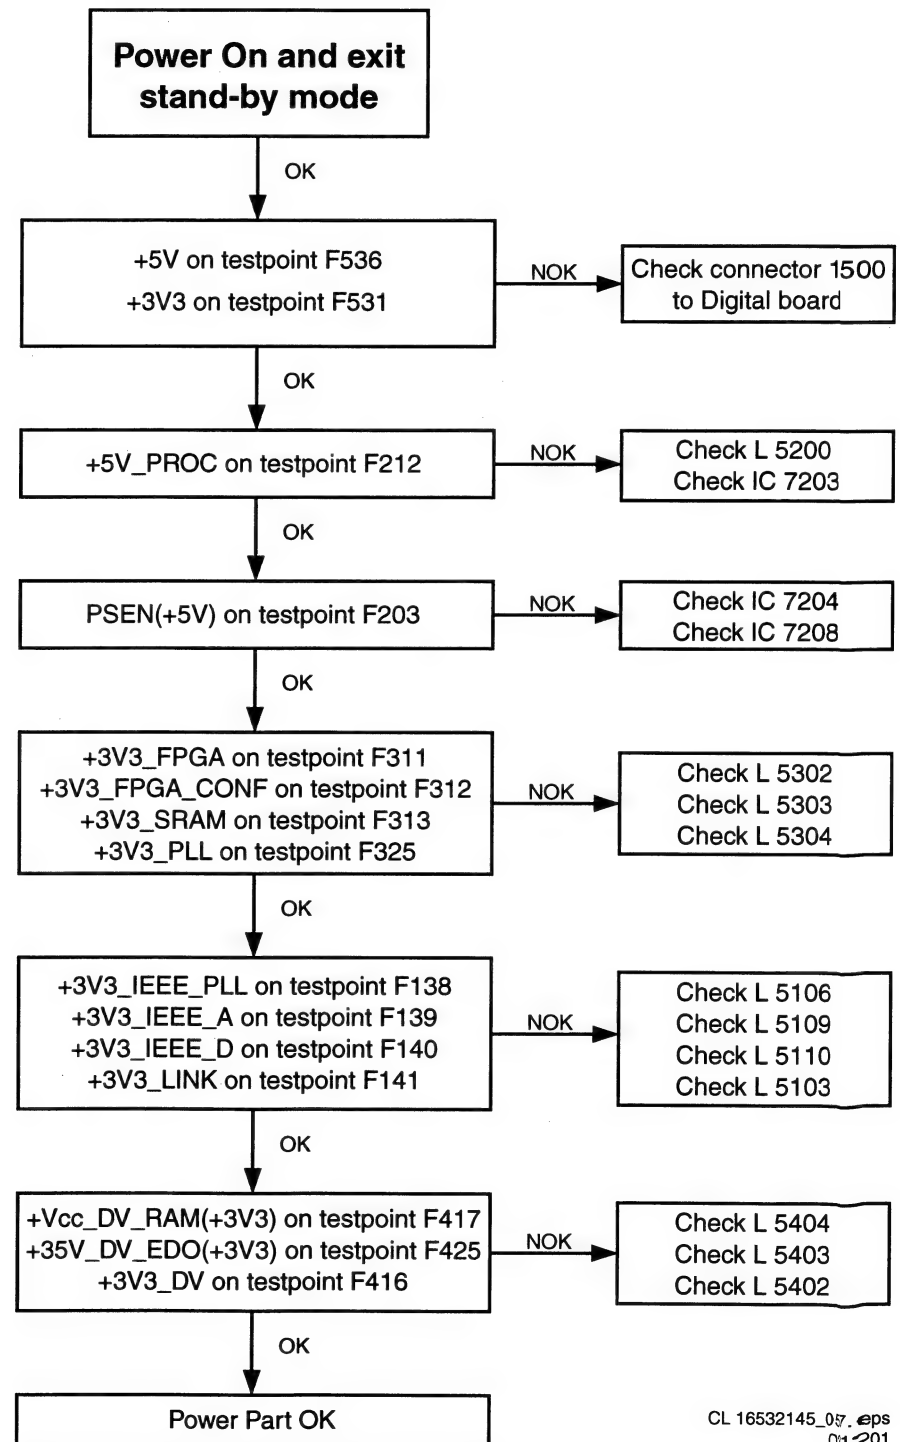 Power On and exit
stand-by mode
OK
+5V on testpoint F536
+3V3 on testpoint F531
NOK
Check connector 1500
to Digital board
OK
+5V_PROC on testpoint F212
NOK
Check L 5200
Check IC 7203
OK
PSEN(+5V) on testpoint F203
NOK
Check IC 7204
Check IC 7208
OK
+3V3_FPGA on testpoint F311
+3V3_FPGA_CONF on testpoint F312
+3V3_SRAM on testpoint F313
+3V3_PLL on testpoint F325
NOK
Check L 5302
Check L 5303
Check L 5304
OK
+3V3_IEEE_PLL on testpoint F138
+3V3_IEEE_A on testpoint F139
+3V3_IEEE_D on testpoint F140
+3V3_LINK on testpoint F141
NOK
Check L 5106
Check L 5109
Check L 5110
Check L 5103
OK
+Vcc_DV_RAM(+3V3) on testpoint F417
+35V_DV_EDO(+3V3) on testpoint F425
+3V3_DV on testpoint F416
NOK
Check L 5404
Check L 5403
Check L 5402
OK
Power Part OK
CL